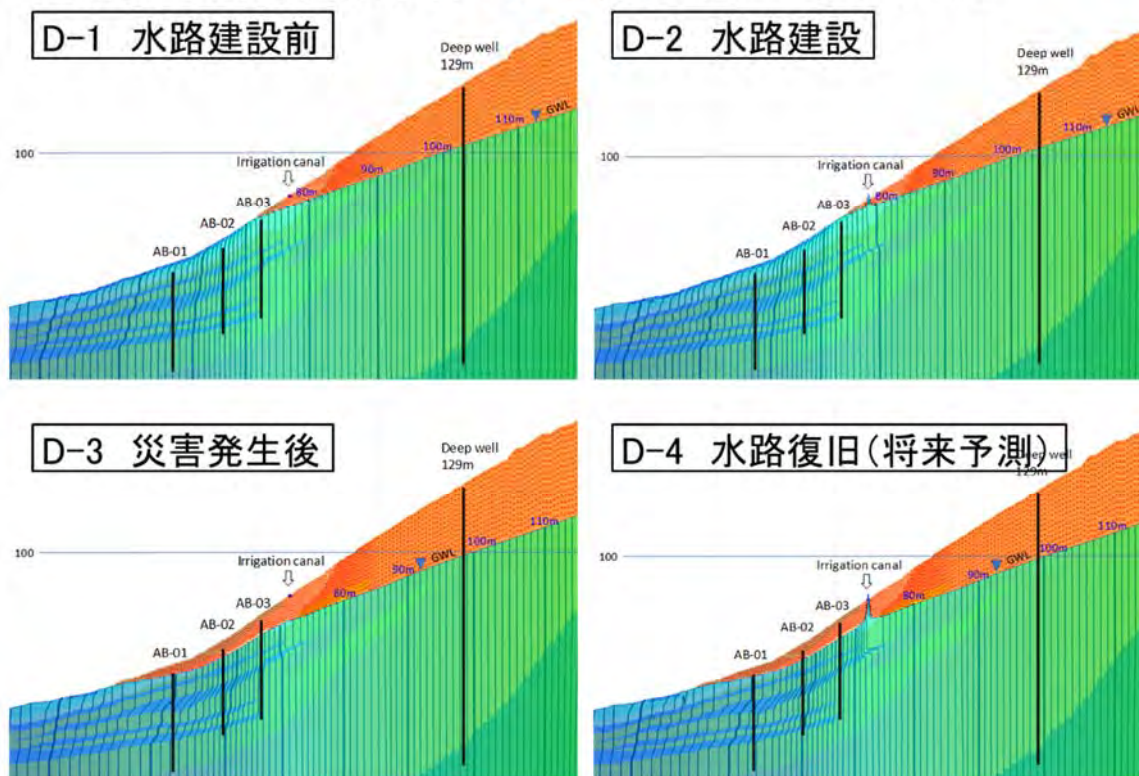 D-1 水路建設前
Deep well
129m
GWL
110m
100m
100
90m
Irrigation canal
80m
AB-03
AB-02
AB-01
D-2 水路建設
Deep well
129m
GWL
110m
100m
100
90m
Irrigation canal
80m
AB-03
AB-02
AB-01
D-3 災害発生後
Deep well
129m
110m
100m
100
GWL
90m
Irrigation canal
80m
AB-03
AB-02
AB-01
D-4 水路復旧(将来予測)
Deep well
129m
110m
100m
100
GWL
90m
Irrigation canal
80m
AB-03
AB-02
AB-01